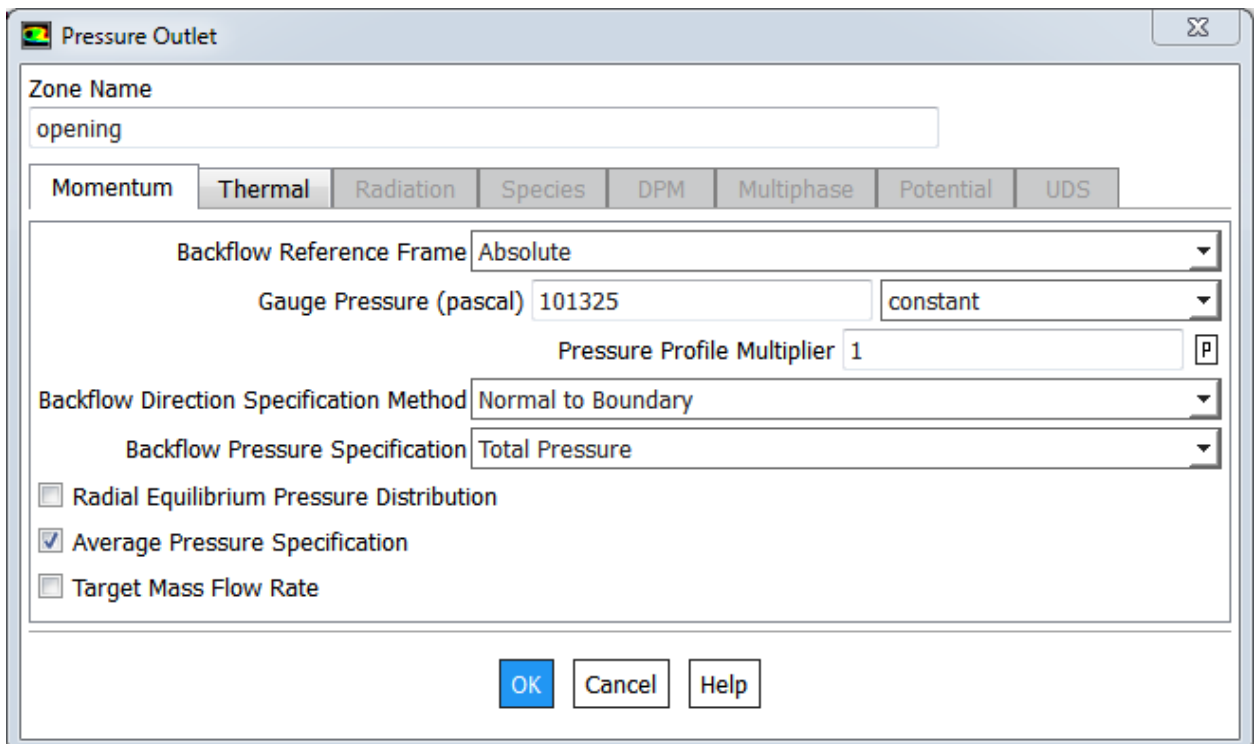 Pressure Outlet
Zone Name
opening
Momentum Thermal Radiation Species DPM Multiphase Potential UDS
Backflow Reference Frame Absolute
Gauge Pressure (pascal) 101325 constant
Pressure Profile Multiplier 1 P
Backflow Direction Specification Method Normal to Boundary
Backflow Pressure Specification Total Pressure
Radial Equilibrium Pressure Distribution
Average Pressure Specification
Target Mass Flow Rate
OK Cancel Help